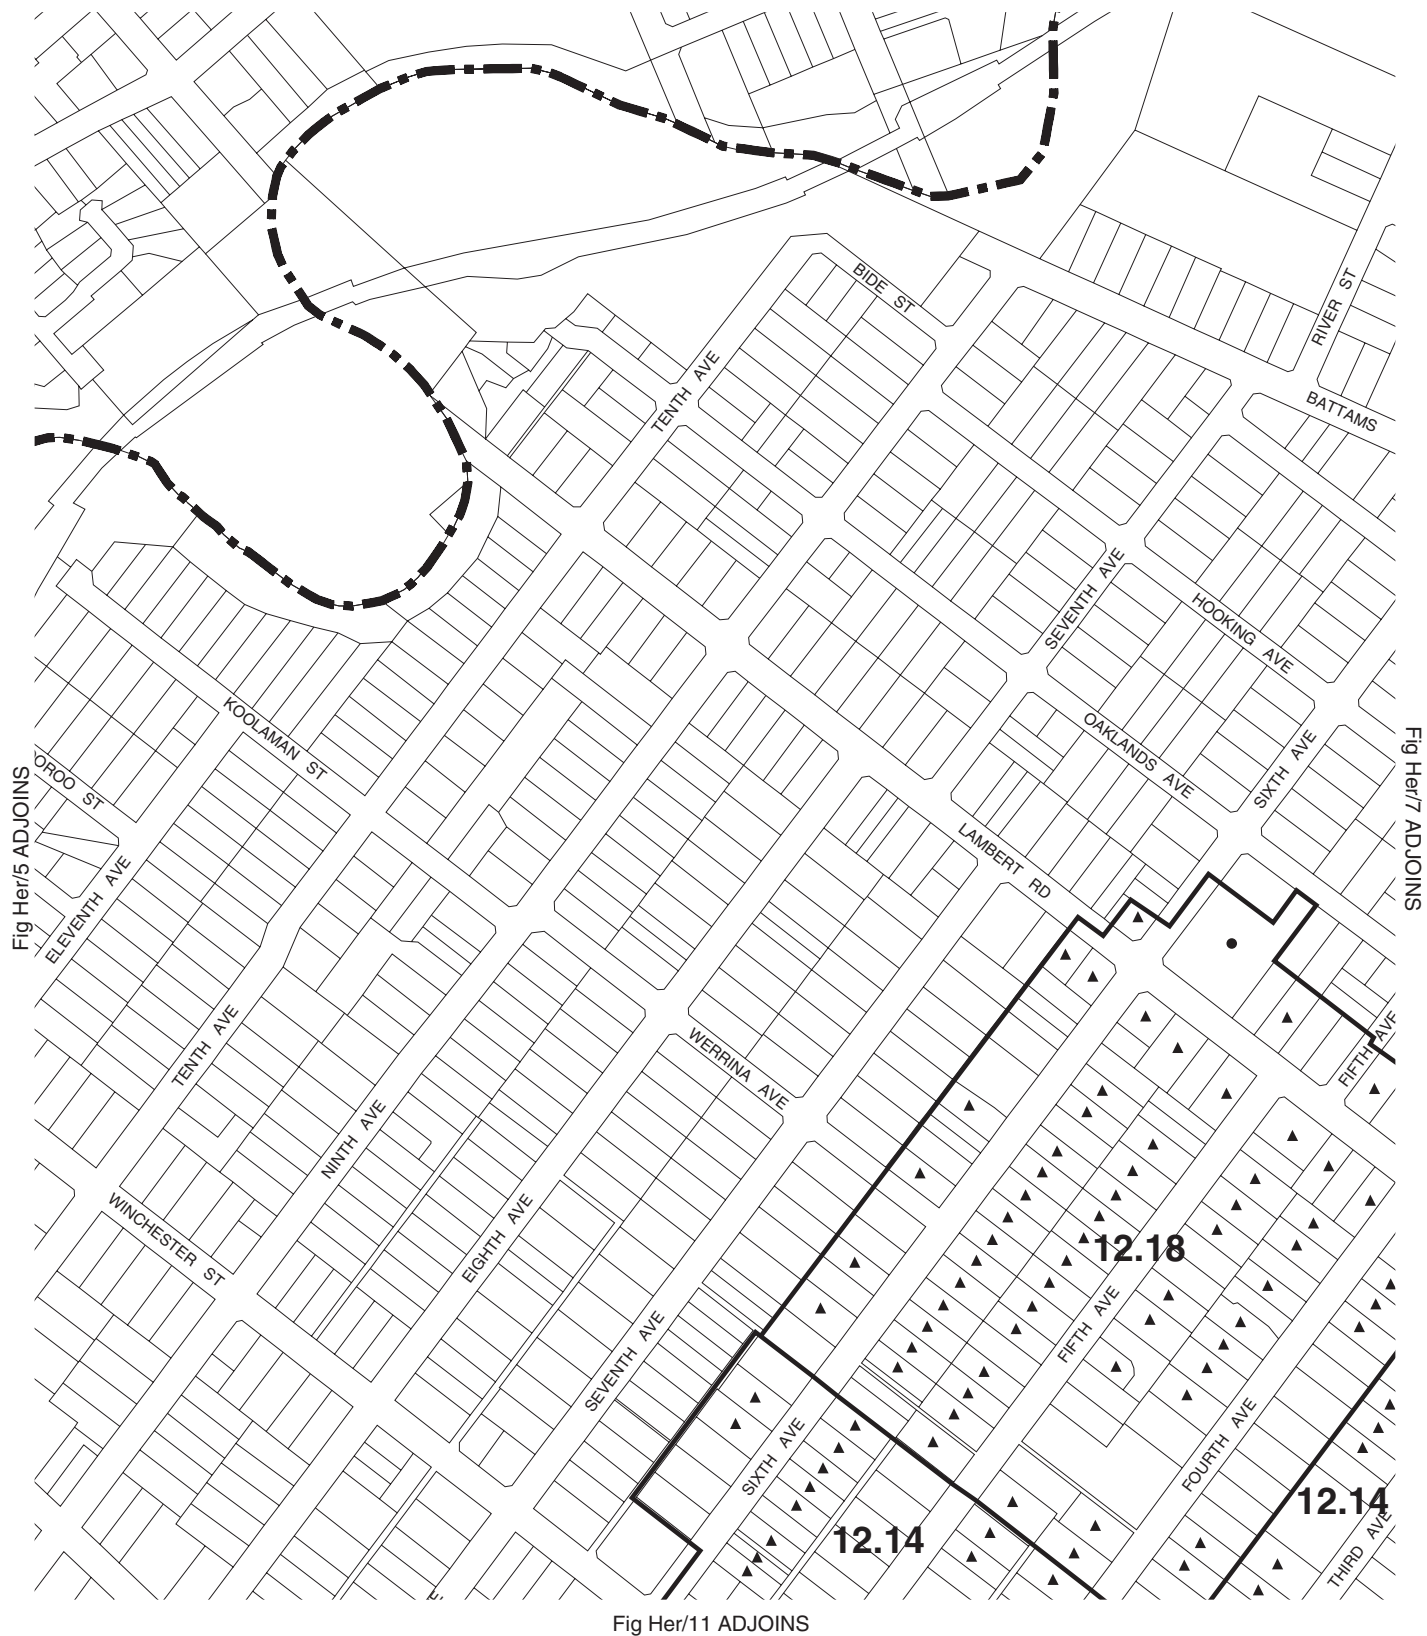 BIDE ST
RIVER ST
TENTH AVE
BATTAMS
SEVENTH AVE
HOOKING AVE
KOOLAMAN ST
OAKLANDS AVE
SIXTH AVE
OROO ST
Fig Her/5 ADJOINS
Fig Her/7 ADJOINS
LAMBERT RD
ELEVENTH AVE
TENTH AVE
WERRINA AVE
FIFTH AVE
NINTH AVE
WINCHESTER ST
EIGHTH AVE
12.18
FIFTH AVE
SEVENTH AVE
SIXTH AVE
FOURTH AVE
12.14
12.14
THIRD AVE
Fig Her/11 ADJOINS